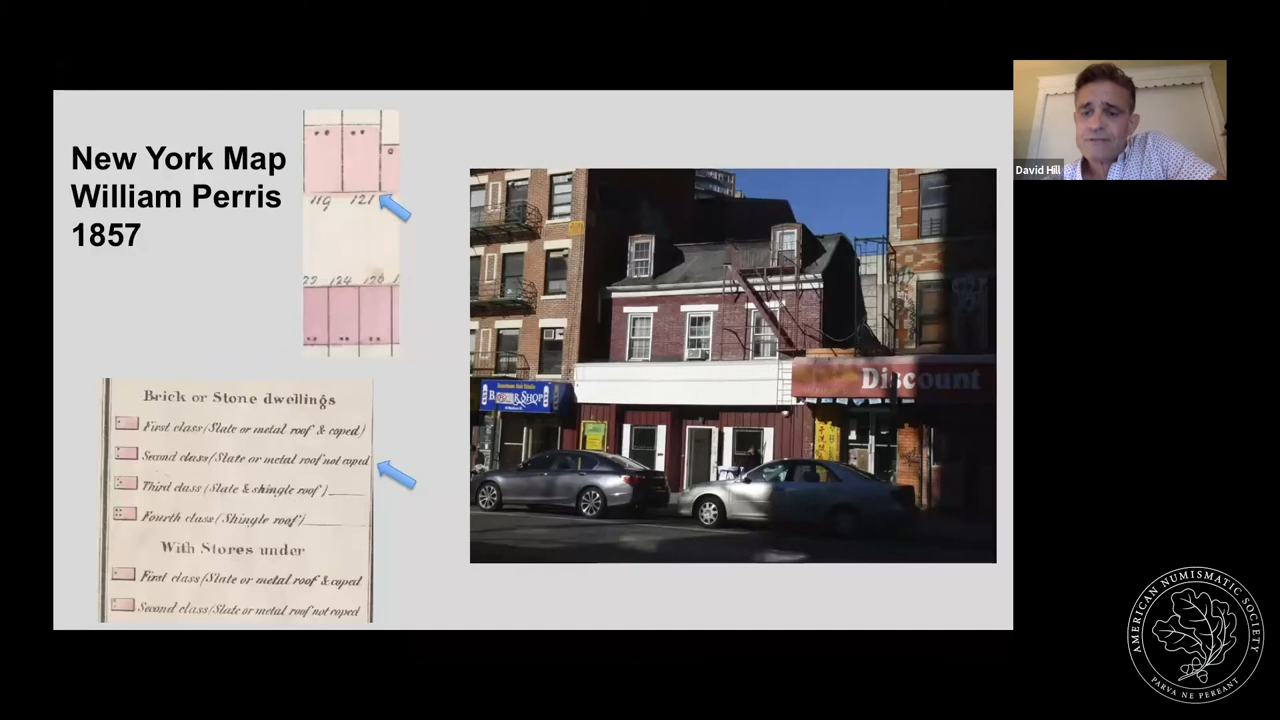 New York Map
William Perris
1857
119 121
124 126
Brick or Stone dwellings
First class (Slate or metal roof & coped)
Second class (Slate or metal roof not coped
Third class (Slate & shingle roof)
Fourth class (Shingle roof)
With Stores under
First class (Slate or metal roof & coped
Second class (Slate or metal roof not coped
SHOP
Discount
David Hill
AMERICAN NUMISMATIC SOCIETY
PARVA NE PEREANT